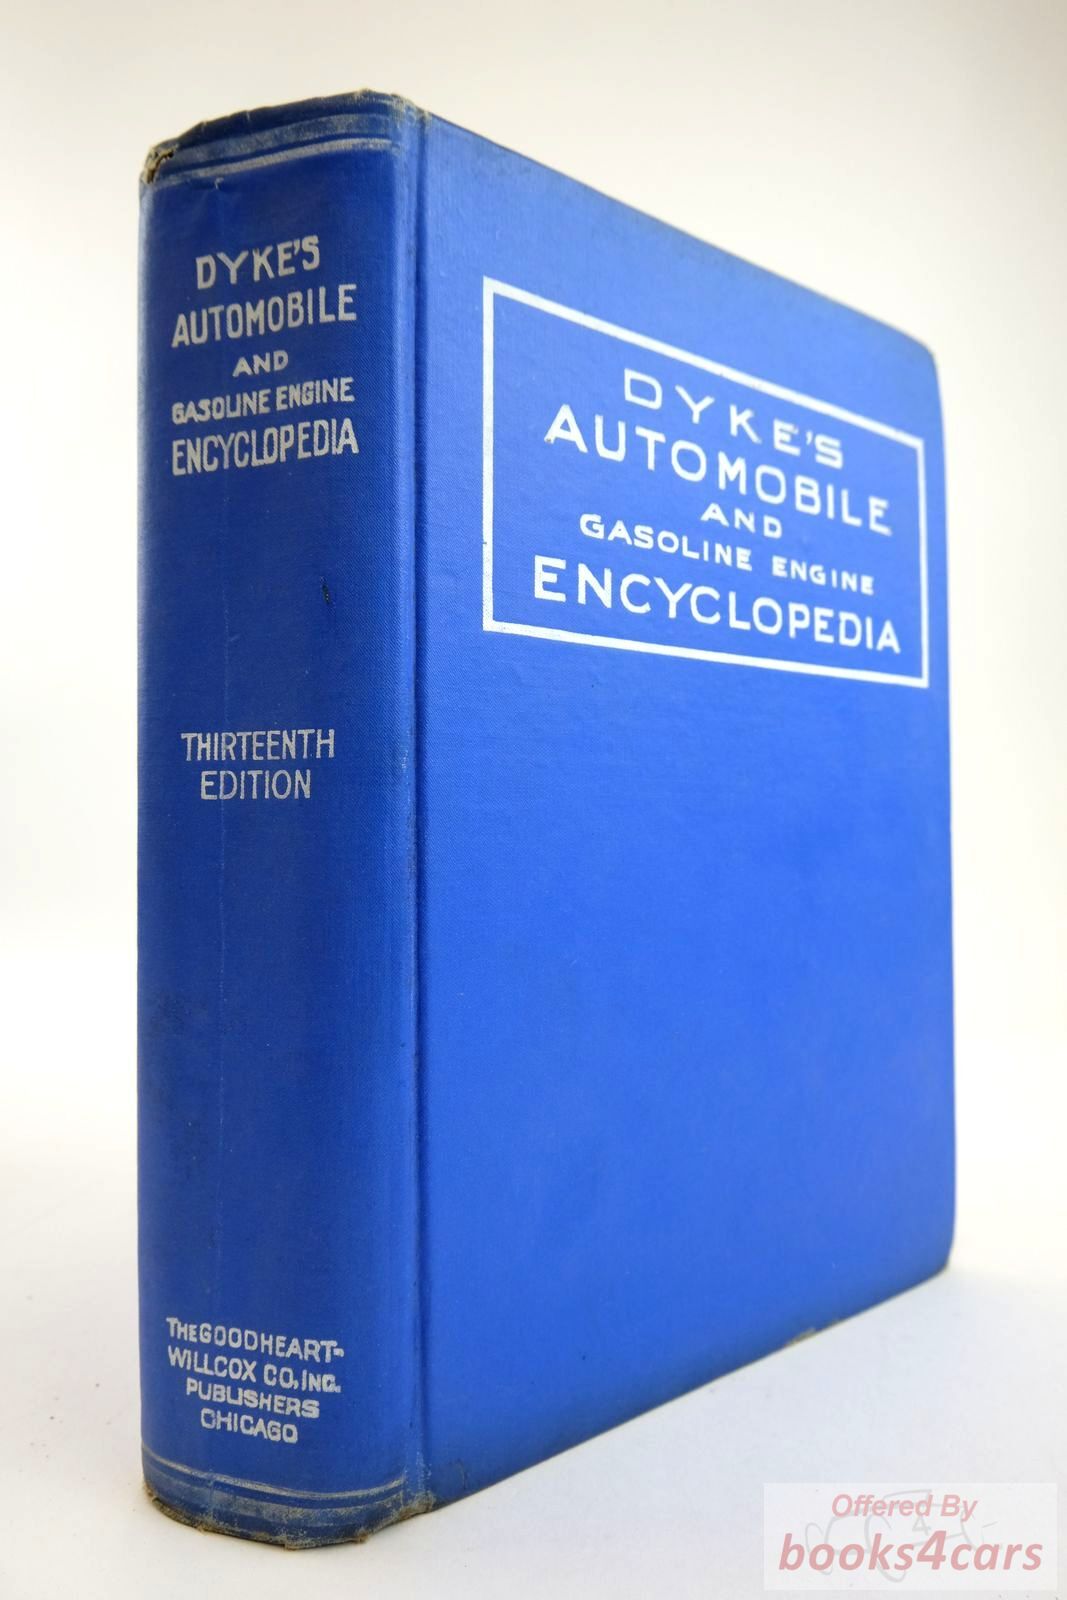 DYKE'S
AUTOMOBILE
AND
GASOLINE ENGINE
ENCYCLOPEDIA
THIRTEENTH
EDITION
THE GOODHEART-
WILLCOX CO., INC.
PUBLISHERS
CHICAGO
DYKE'S
AUTOMOBILE
AND
GASOLINE ENGINE
ENCYCLOPEDIA
Offered By
books4cars